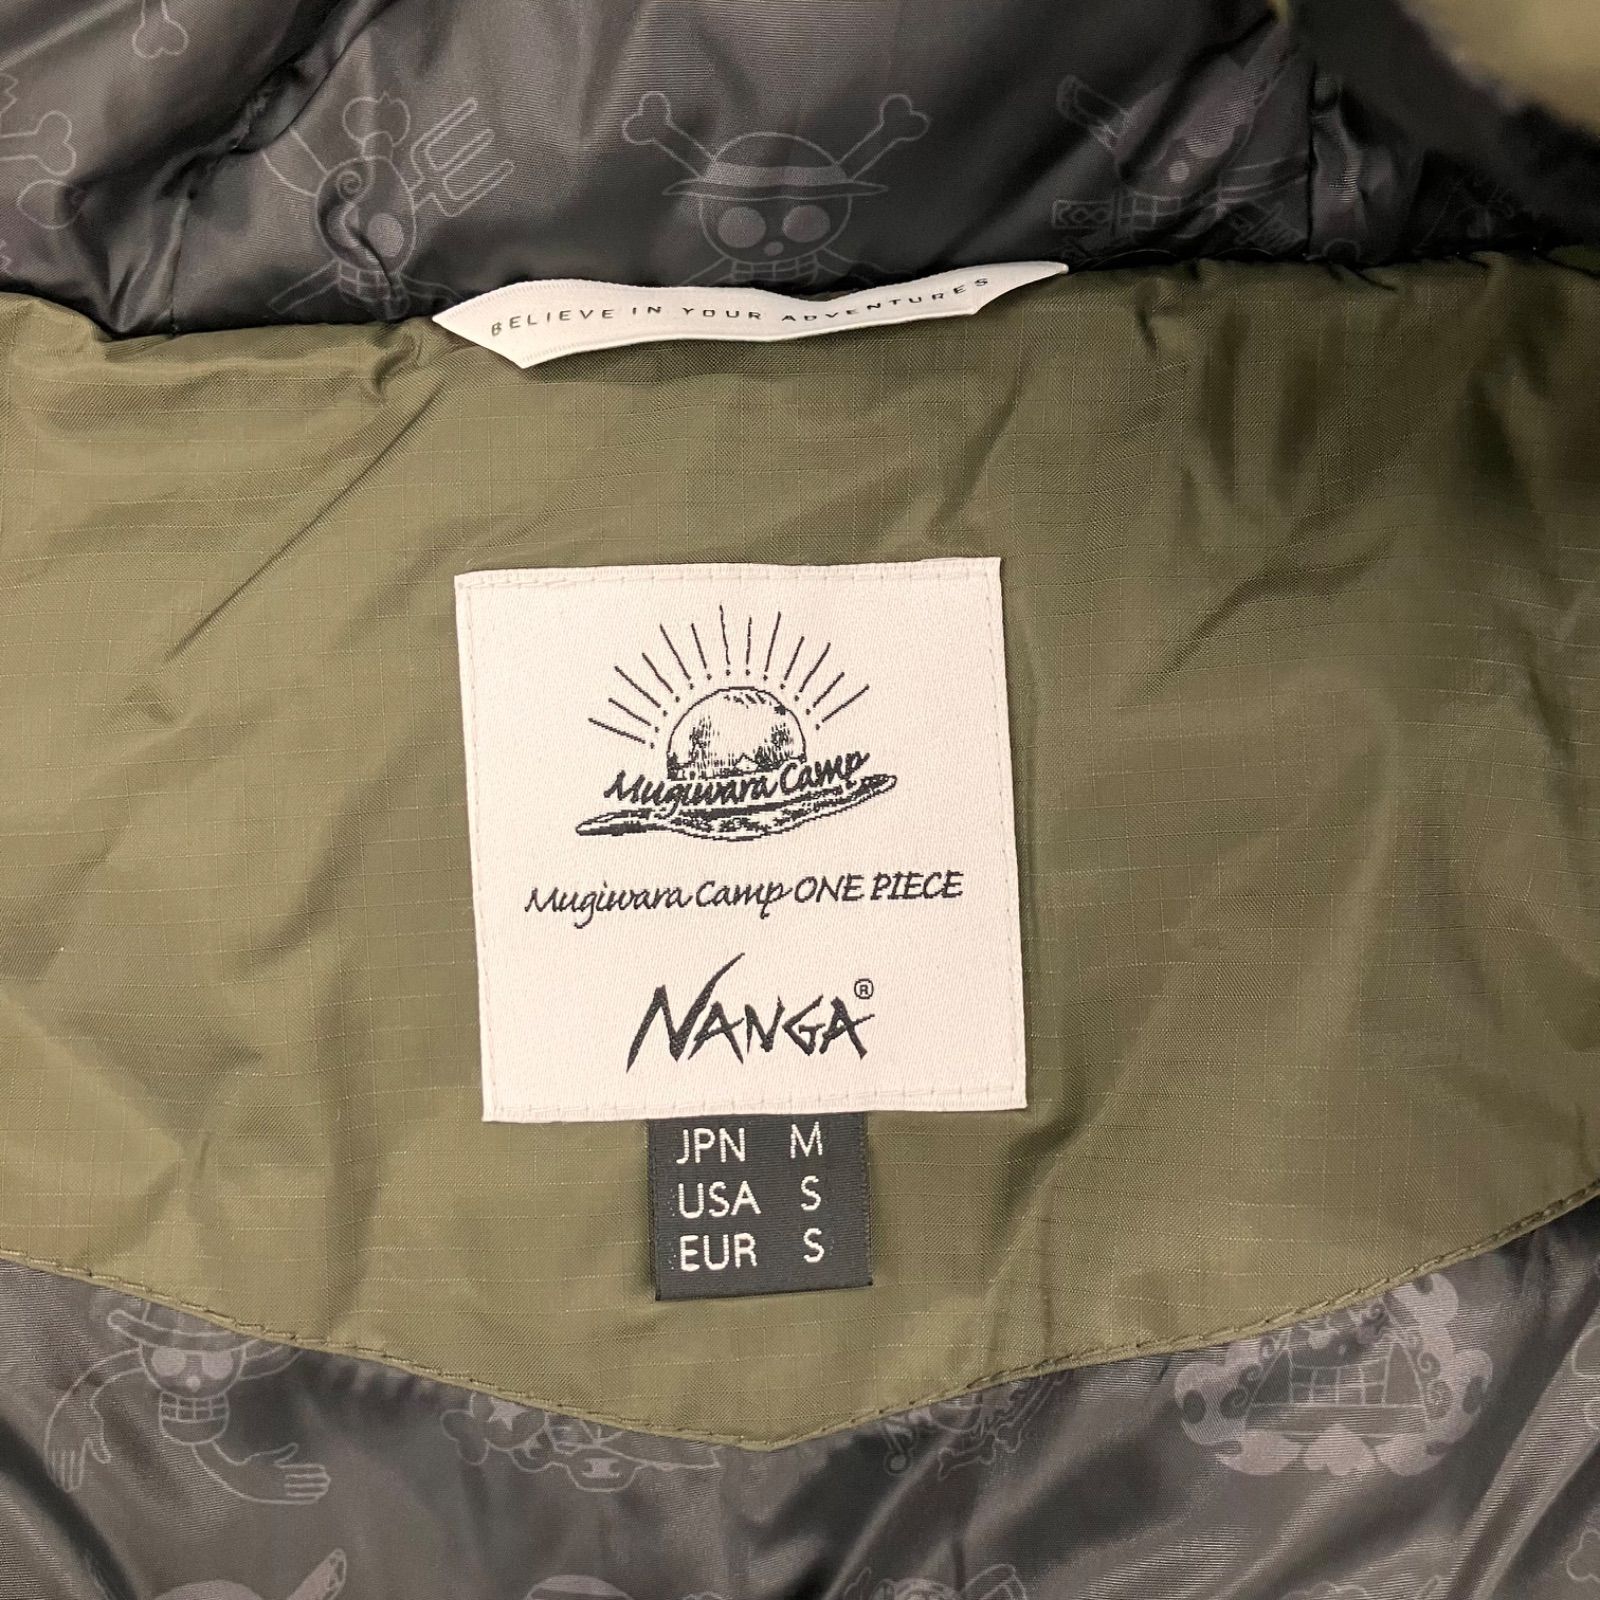 BELIEVE IN YOUR ADVENTURES
Mugiwara Camp
Mugiwara Camp ONE PIECE
NANGA®
JPN M
USA S
EUR S